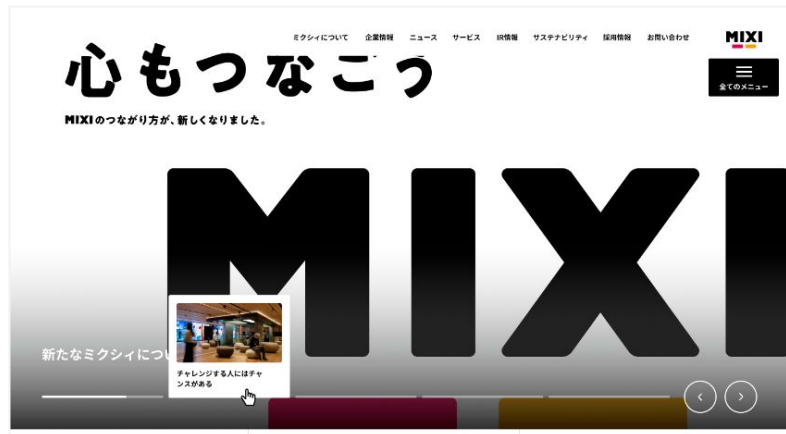 ミクシィについて 企業情報 ニュース サービス IR情報 サステナビリティ 採用情報 お問い合わせ
MIXI
心もつなごう
全てのメニュー
MIXIのつながり方が、新しくなりました。
MIXI
新たなミクシィについ
チャレンジする人にはチャ
ンスがある